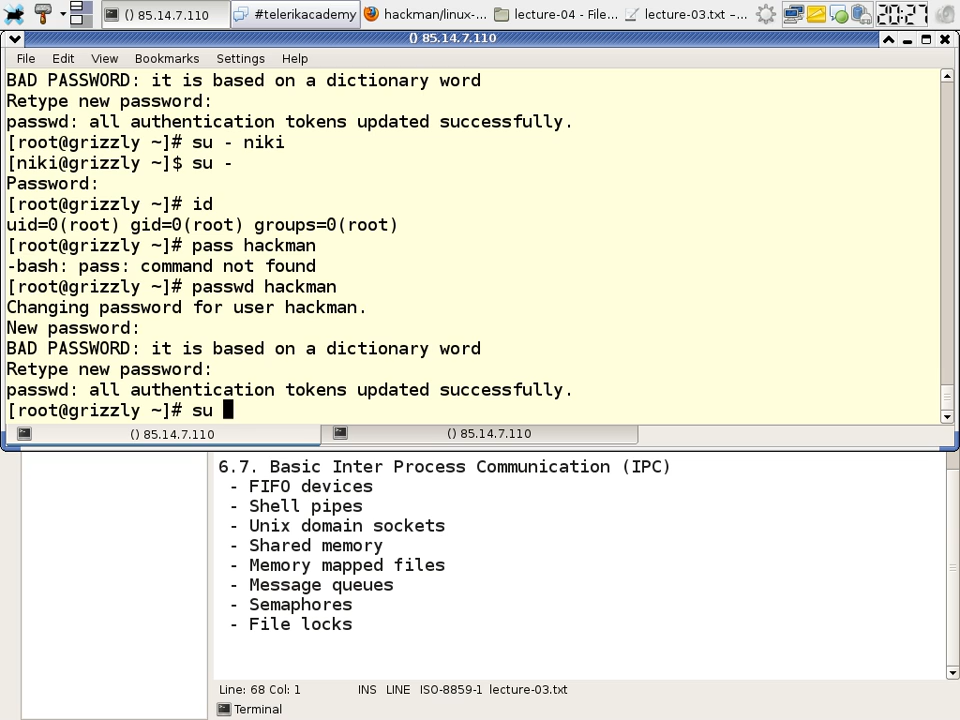 () 85.14.7.110
#telerikacademy
hackman/linux-...
lecture-04 - File...
lecture-03.txt –...
20:27
() 85.14.7.110
File Edit View Bookmarks Settings Help
BAD PASSWORD: it is based on a dictionary word
Retype new password:
passwd: all authentication tokens updated successfully.
[root@grizzly ~]# su - niki
[niki@grizzly ~]$ su -
Password:
[root@grizzly ~]# id
uid=0(root) gid=0(root) groups=0(root)
[root@grizzly ~]# pass hackman
-bash: pass: command not found
[root@grizzly ~]# passwd hackman
Changing password for user hackman.
New password:
BAD PASSWORD: it is based on a dictionary word
Retype new password:
passwd: all authentication tokens updated successfully.
[root@grizzly ~]# su
() 85.14.7.110
() 85.14.7.110
6.7. Basic Inter Process Communication (IPC)
- FIFO devices
- Shell pipes
- Unix domain sockets
- Shared memory
- Memory mapped files
- Message queues
- Semaphores
- File locks
Line: 68 Col: 1 INS LINE ISO-8859-1 lecture-03.txt
Terminal